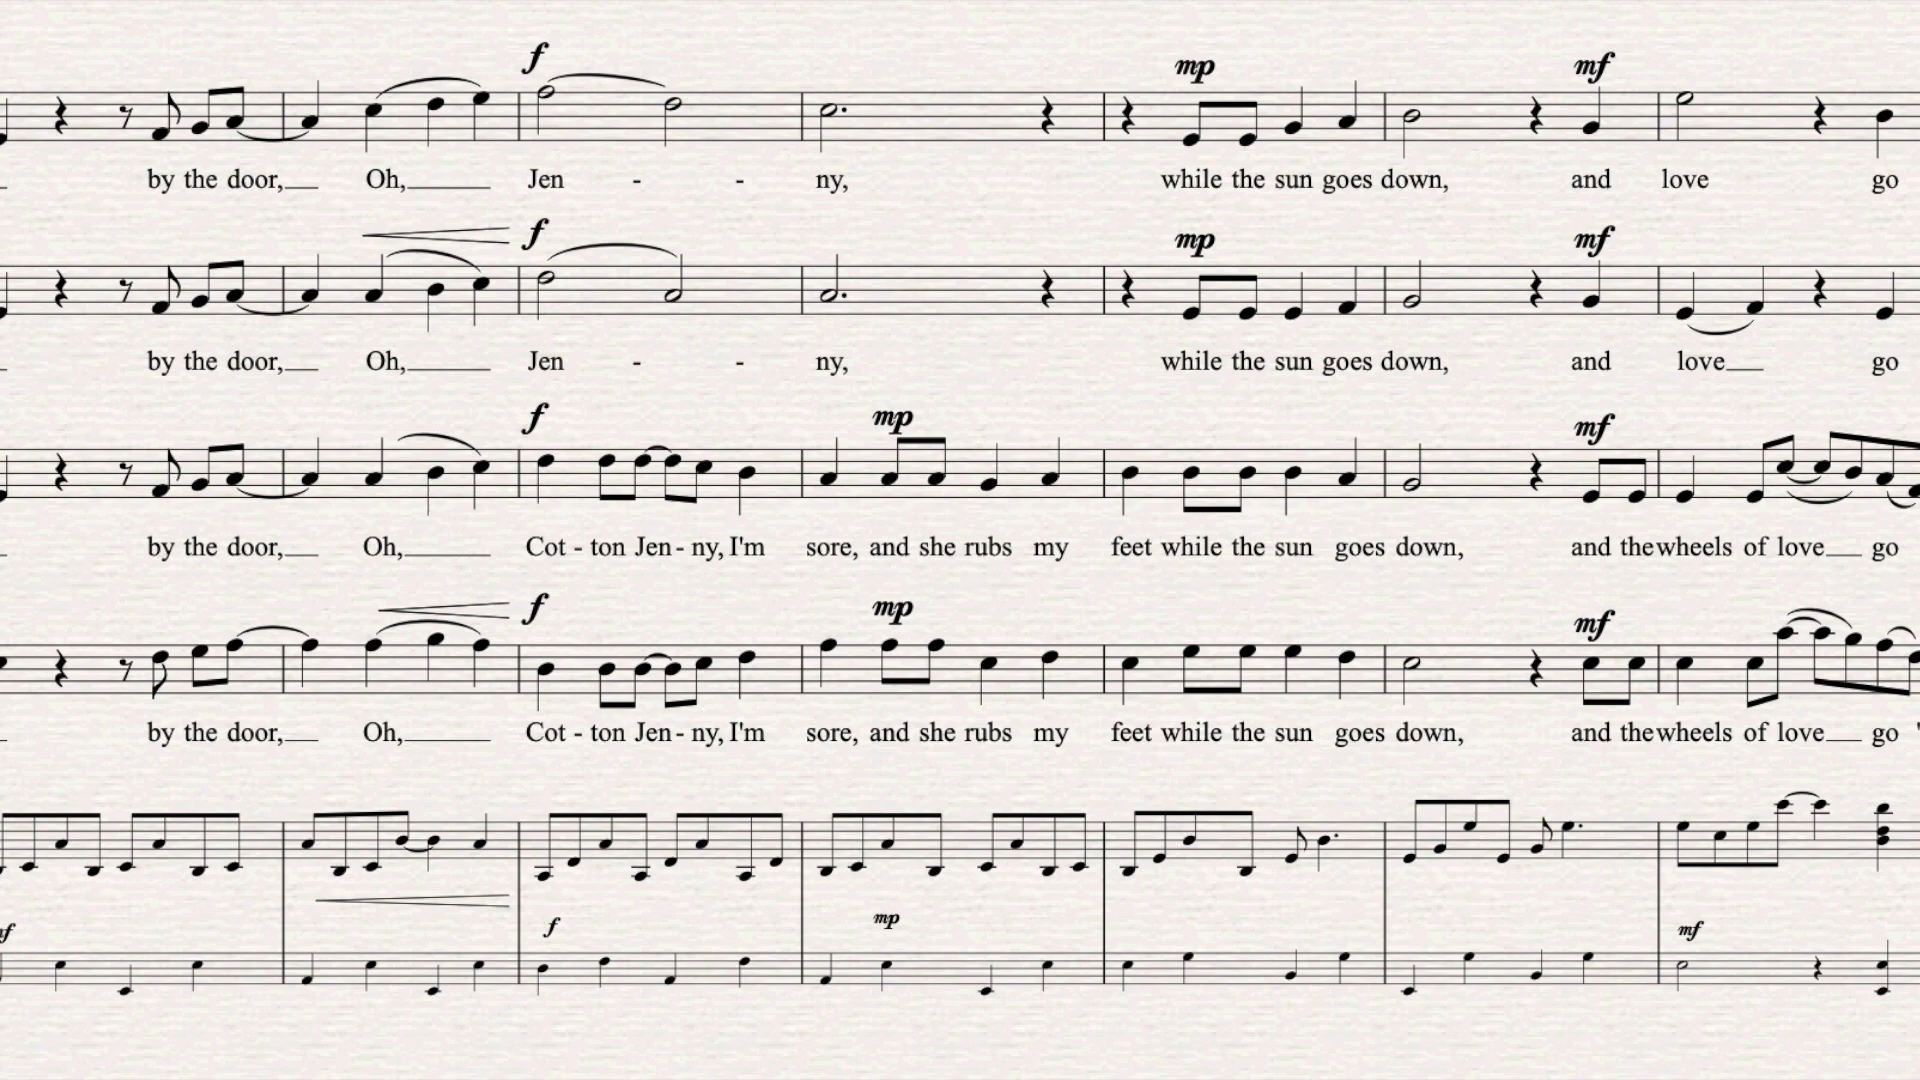 f mp mf
by the door, Oh, Jen - - ny, while the sun goes down, and love go
f mp mf
by the door, Oh, Jen - - ny, while the sun goes down, and love go
f mp mf
by the door, Oh, Cot - ton Jen - ny, I'm sore, and she rubs my feet while the sun goes down, and the wheels of love go
f mp mf
by the door, Oh, Cot - ton Jen - ny, I'm sore, and she rubs my feet while the sun goes down, and the wheels of love go '
mf f mp mf